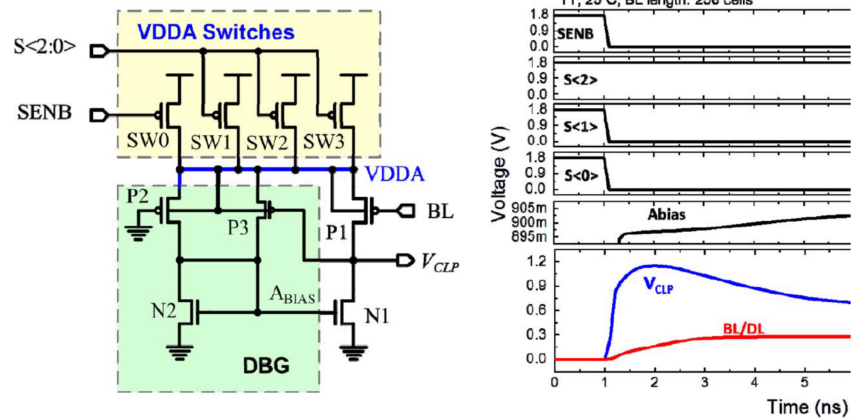 VDDA Switches
S<2:0>
SENB
SW0
SW1
SW2
SW3
VDDA
P2
P3
P1
BL
V_CLP
A_BIAS
N2
N1
DBG
TT, 25°C, BL length: 256 cells
Voltage (V)
1.8
0.9
0.0
SENB
1.8
0.9
0.0
S<2>
1.8
0.9
0.0
S<1>
1.8
0.9
0.0
S<0>
905m
900m
895m
Abias
1.2
0.9
0.6
0.3
0.0
V_CLP
BL/DL
0 1 2 3 4 5
Time (ns)